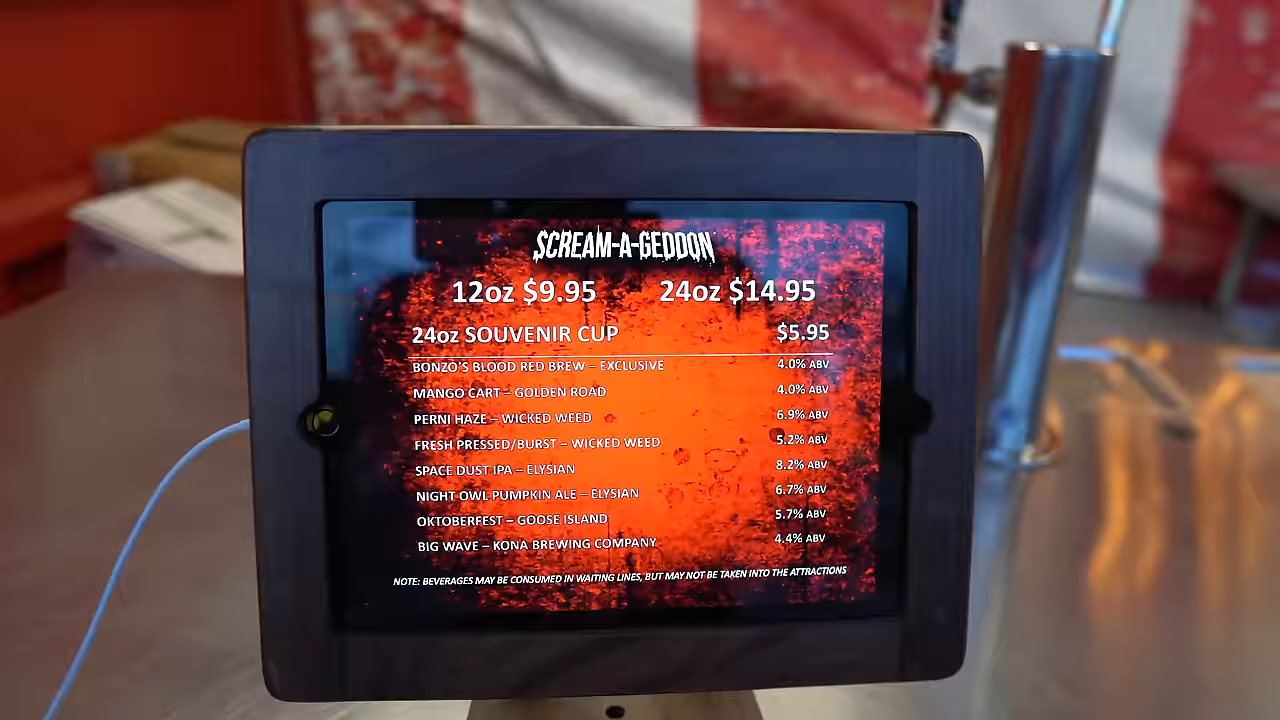 SCREAM-A-GEDDON
12oz $9.95 24oz $14.95
24oz SOUVENIR CUP $5.95
BONZO'S BLOOD RED BREW – EXCLUSIVE 4.0% ABV
MANGO CART – GOLDEN ROAD 4.0% ABV
PERNI HAZE – WICKED WEED 6.9% ABV
FRESH PRESSED/BURST – WICKED WEED 5.2% ABV
SPACE DUST IPA – ELYSIAN 8.2% ABV
NIGHT OWL PUMPKIN ALE – ELYSIAN 6.7% ABV
OKTOBERFEST – GOOSE ISLAND 5.7% ABV
BIG WAVE – KONA BREWING COMPANY 4.4% ABV
NOTE: BEVERAGES MAY BE CONSUMED IN WAITING LINES, BUT MAY NOT BE TAKEN INTO THE ATTRACTIONS